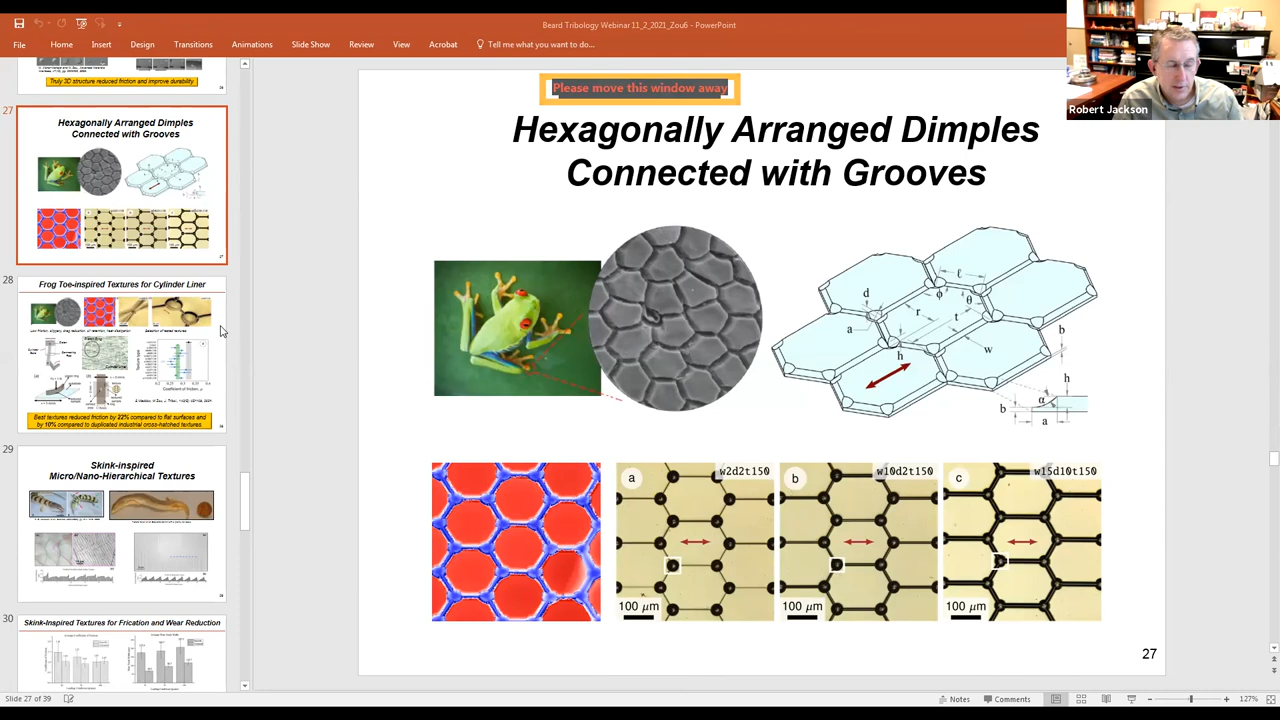 Beard Tribology Webinar 11_2_2021_Zou6 - PowerPoint
File
Home
Insert
Design
Transitions
Animations
Slide Show
Review
View
Acrobat
Tell me what you want to do...
Robert Jackson
Truly 3D structure reduced friction and improve durability
27
Hexagonally Arranged Dimples
Connected with Grooves
28
Frog Toe-inspired Textures for Cylinder Liner
Best textures reduced friction by 22% compared to flat surfaces and
by 10% compared to duplicated industrial cross-hatched textures.
29
Skink-inspired
Micro/Nano-Hierarchical Textures
30
Skink-Inspired Textures for Frication and Wear Reduction
Please move this window away
Hexagonally Arranged Dimples
Connected with Grooves
ℓ
d
ϕ
θ
a
r
t
b
h
w
h
α
b
a
a
w2d2t150
100 μm
b
w10d2t150
100 μm
c
w15d10t150
100 μm
27
Slide 27 of 39
Notes
Comments
127%